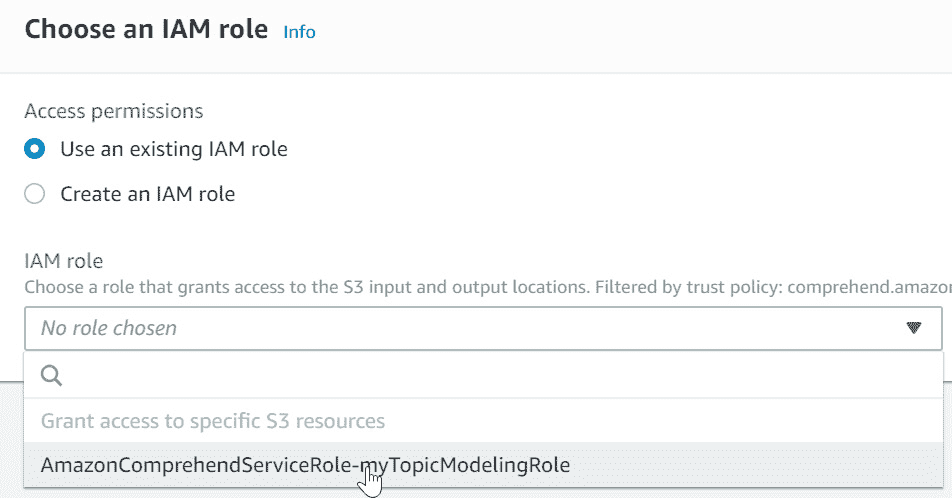 Choose an IAM role Info
Access permissions
Use an existing IAM role
Create an IAM role
IAM role
Choose a role that grants access to the S3 input and output locations. Filtered by trust policy: comprehend.amazon
No role chosen
Grant access to specific S3 resources
AmazonComprehendServiceRole-myTopicModelingRole